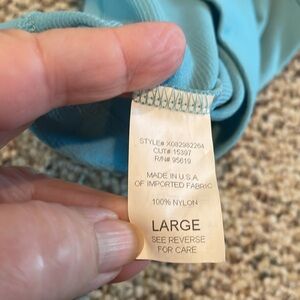 STYLE# X082982264
CUT# 15397
R/N# 95619
MADE IN U.S.A
OF IMPORTED FABRIC
100% NYLON
LARGE
SEE REVERSE
FOR CARE